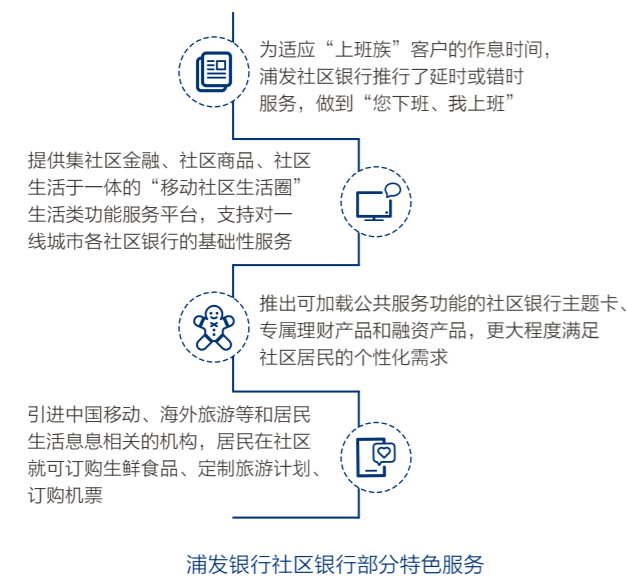 为适应“上班族”客户的作息时间，
浦发社区银行推行了延时或错时
服务，做到“您下班、我上班”
提供集社区金融、社区商品、社区
生活于一体的“移动社区生活圈”
生活类功能服务平台，支持对一
线城市各社区银行的基础性服务
推出可加载公共服务功能的社区银行主题卡、
专属理财产品和融资产品，更大程度满足
社区居民的个性化需求
引进中国移动、海外旅游等和居民
生活息息相关的机构，居民在社区
就可订购生鲜食品、定制旅游计划、
订购机票
浦发银行社区银行部分特色服务